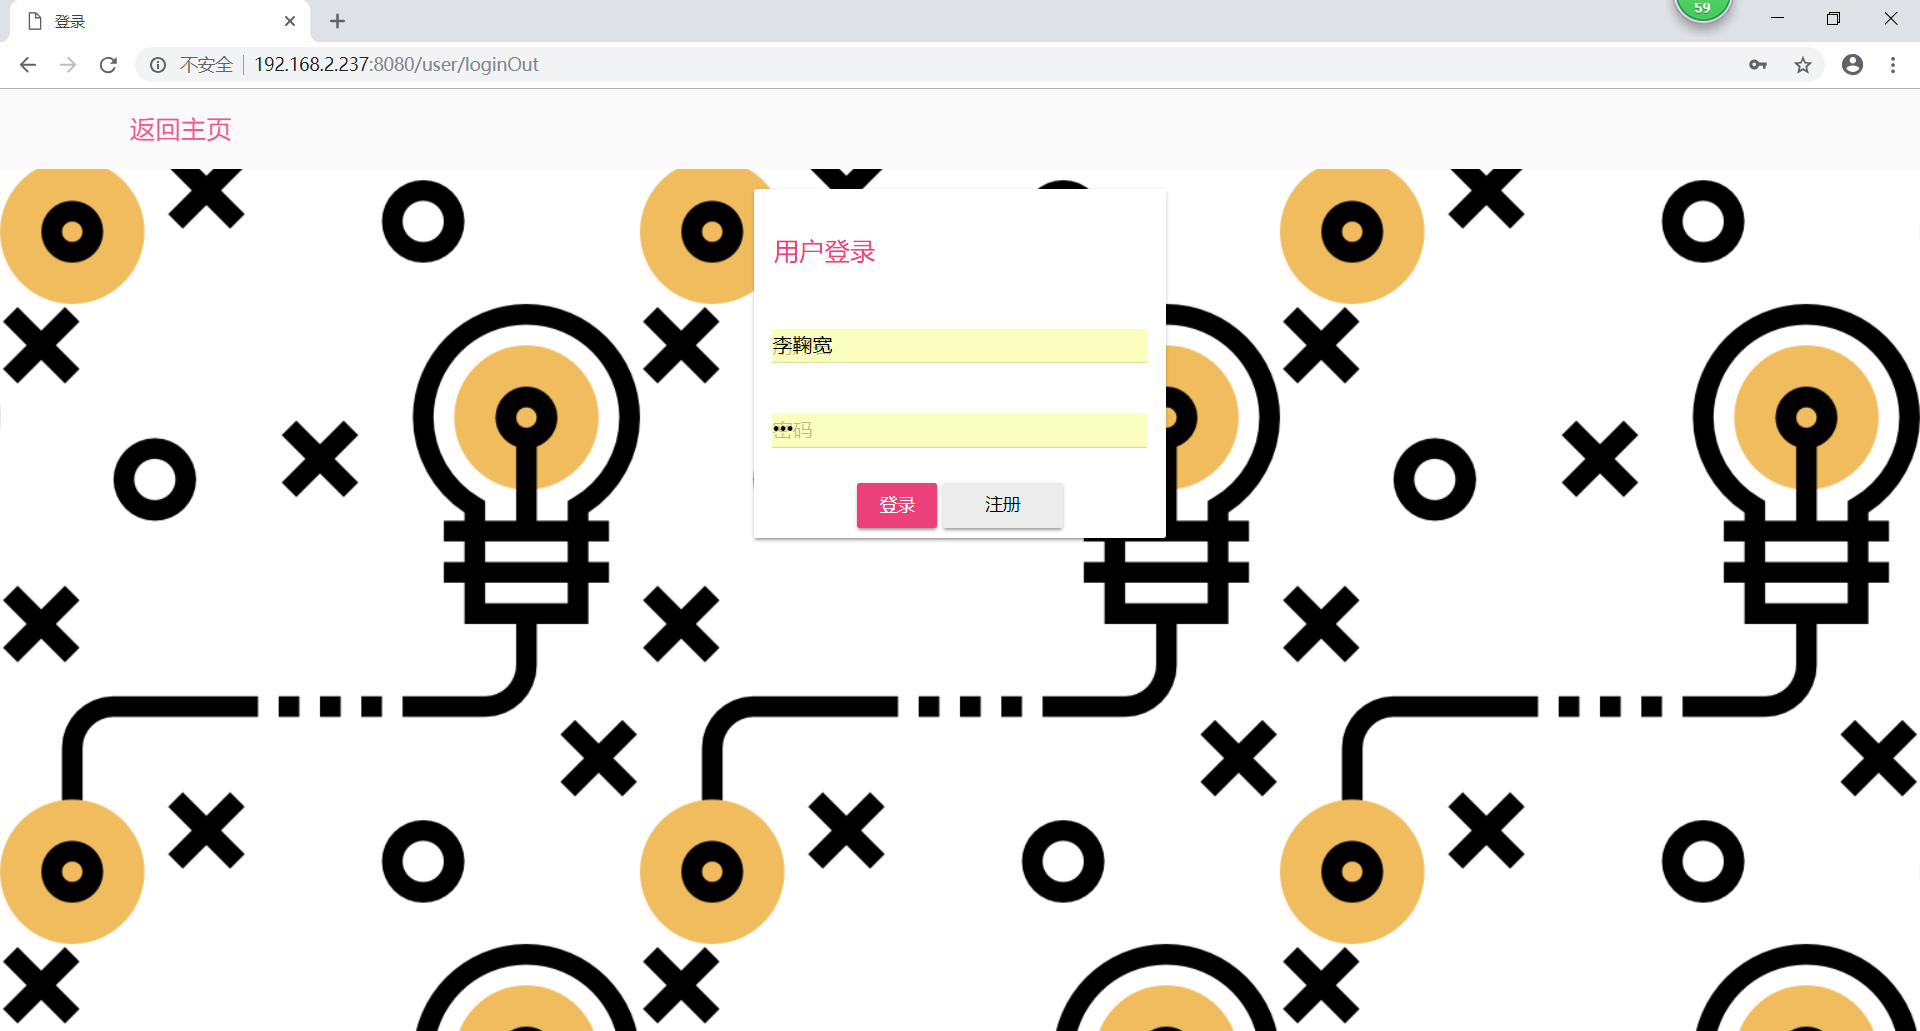 登录
59
不安全 192.168.2.237:8080/user/loginOut
返回主页
用户登录
李鞠宽
密码
登录 注册